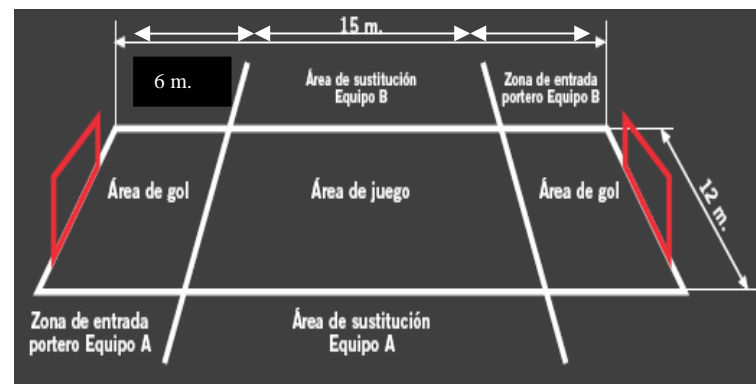 15 m.
6 m.
Área de sustitución
Equipo B
Zona de entrada
portero Equipo B
Área de gol
Área de juego
Área de gol
12 m.
Zona de entrada
portero Equipo A
Área de sustitución
Equipo A